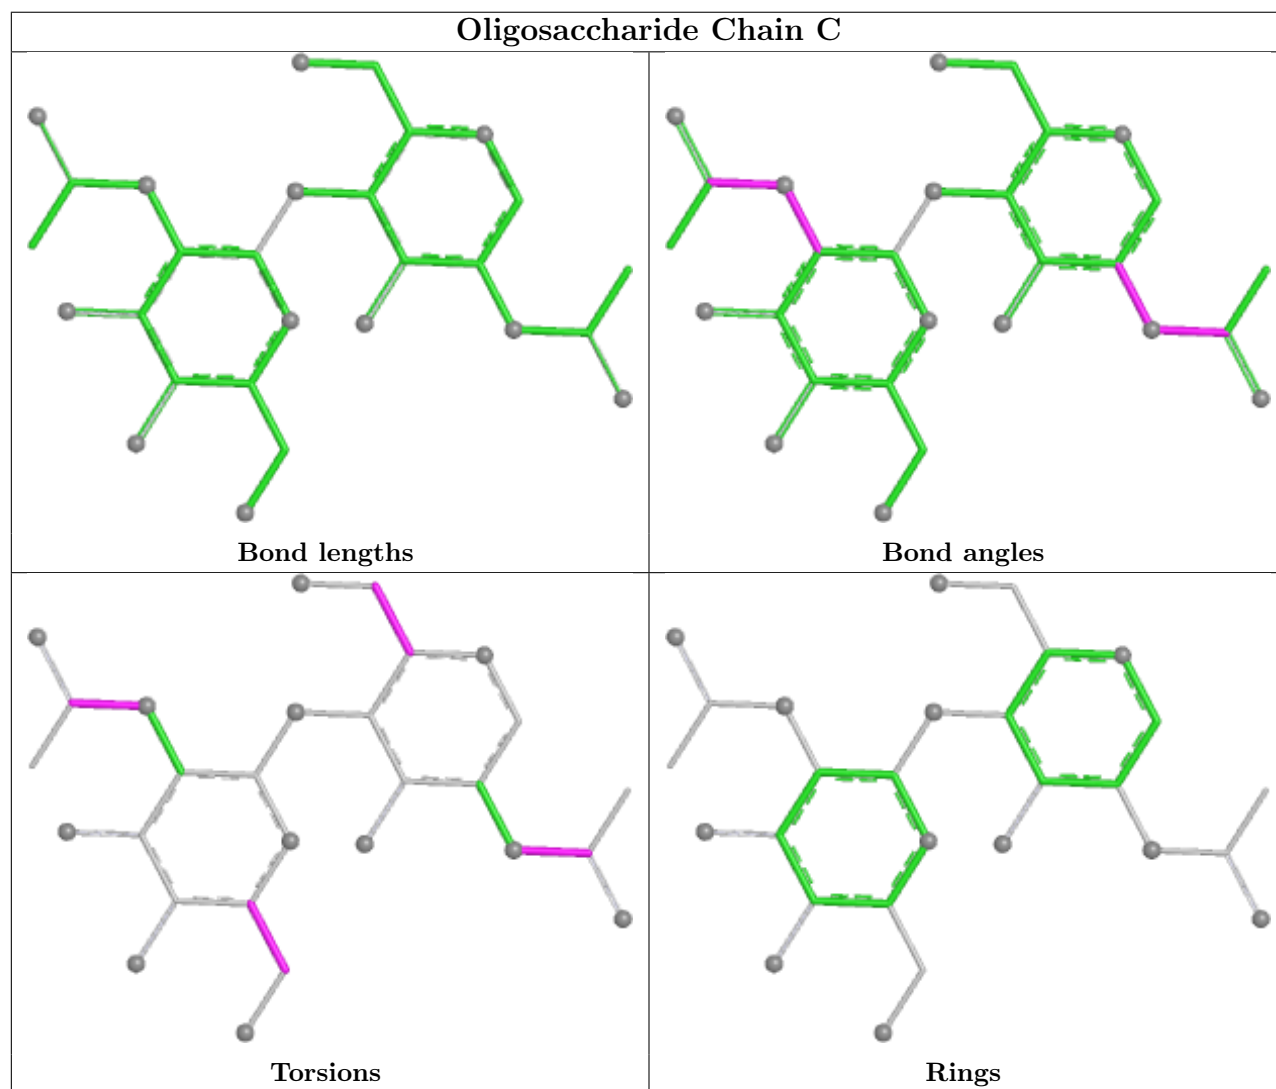 Oligosaccharide Chain C
Bond lengths
Bond angles
Torsions
Rings